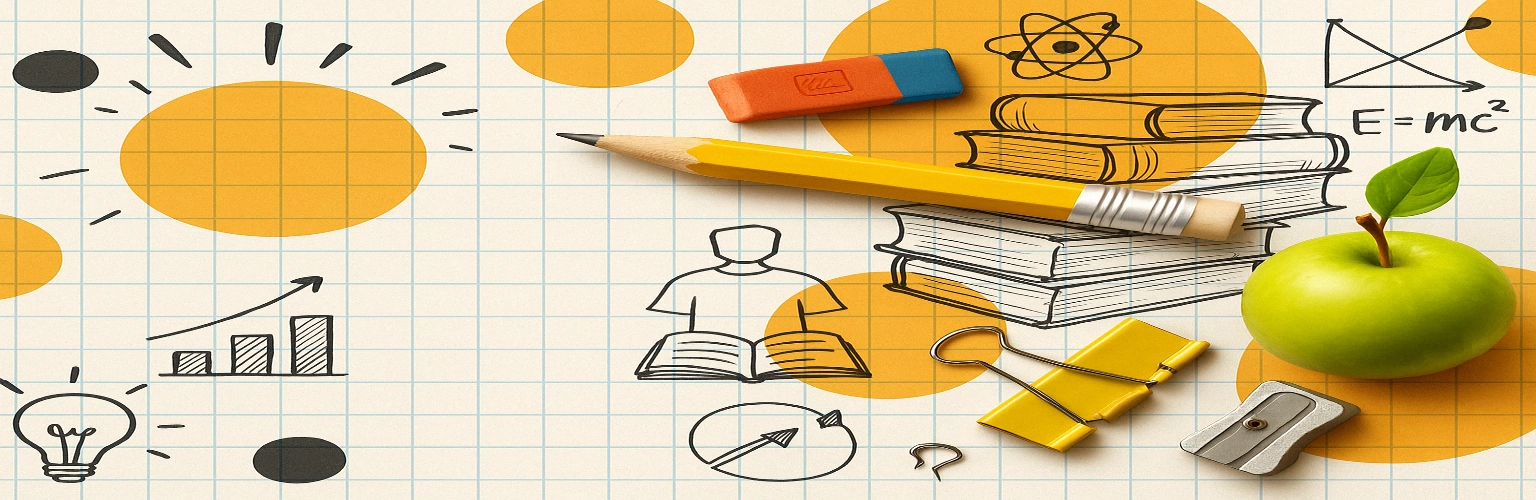 E = mc²